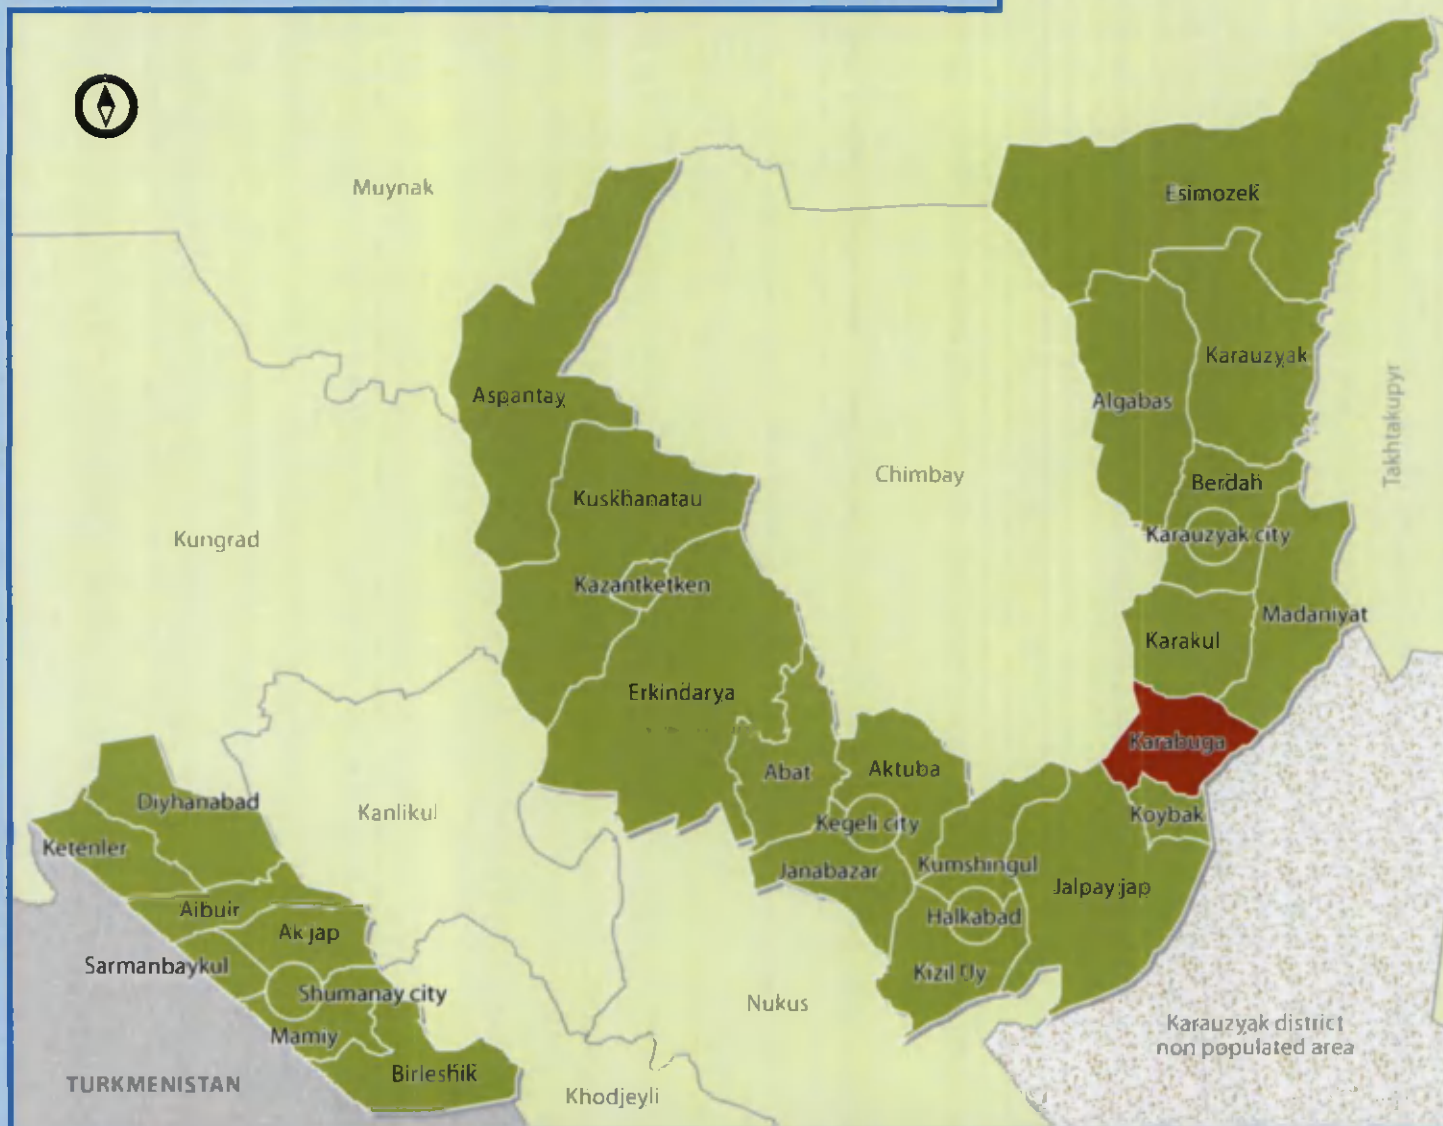 Muynak
Esimozek
Karauzyak
Takhtakupyr
Aspantay
Algabas
Chimbay
Berdah
Kuskhanatau
Karauzyak city
Kungrad
Kazantketken
Madaniyat
Karakul
Erkindarya
Karabuga
Abat
Aktuba
Diyhanabad
Kanlikul
Koybak
Kegeli city
Ketenler
Janabazar
Kumshingul
Jalpay jap
Aibuir
Halkabad
Ak jap
Sarmanbaykul
Kizil Uy
Shumanay city
Nukus
Karauzyak district
non populated area
Mamiy
Birleshik
TURKMENISTAN
Khodjeyli